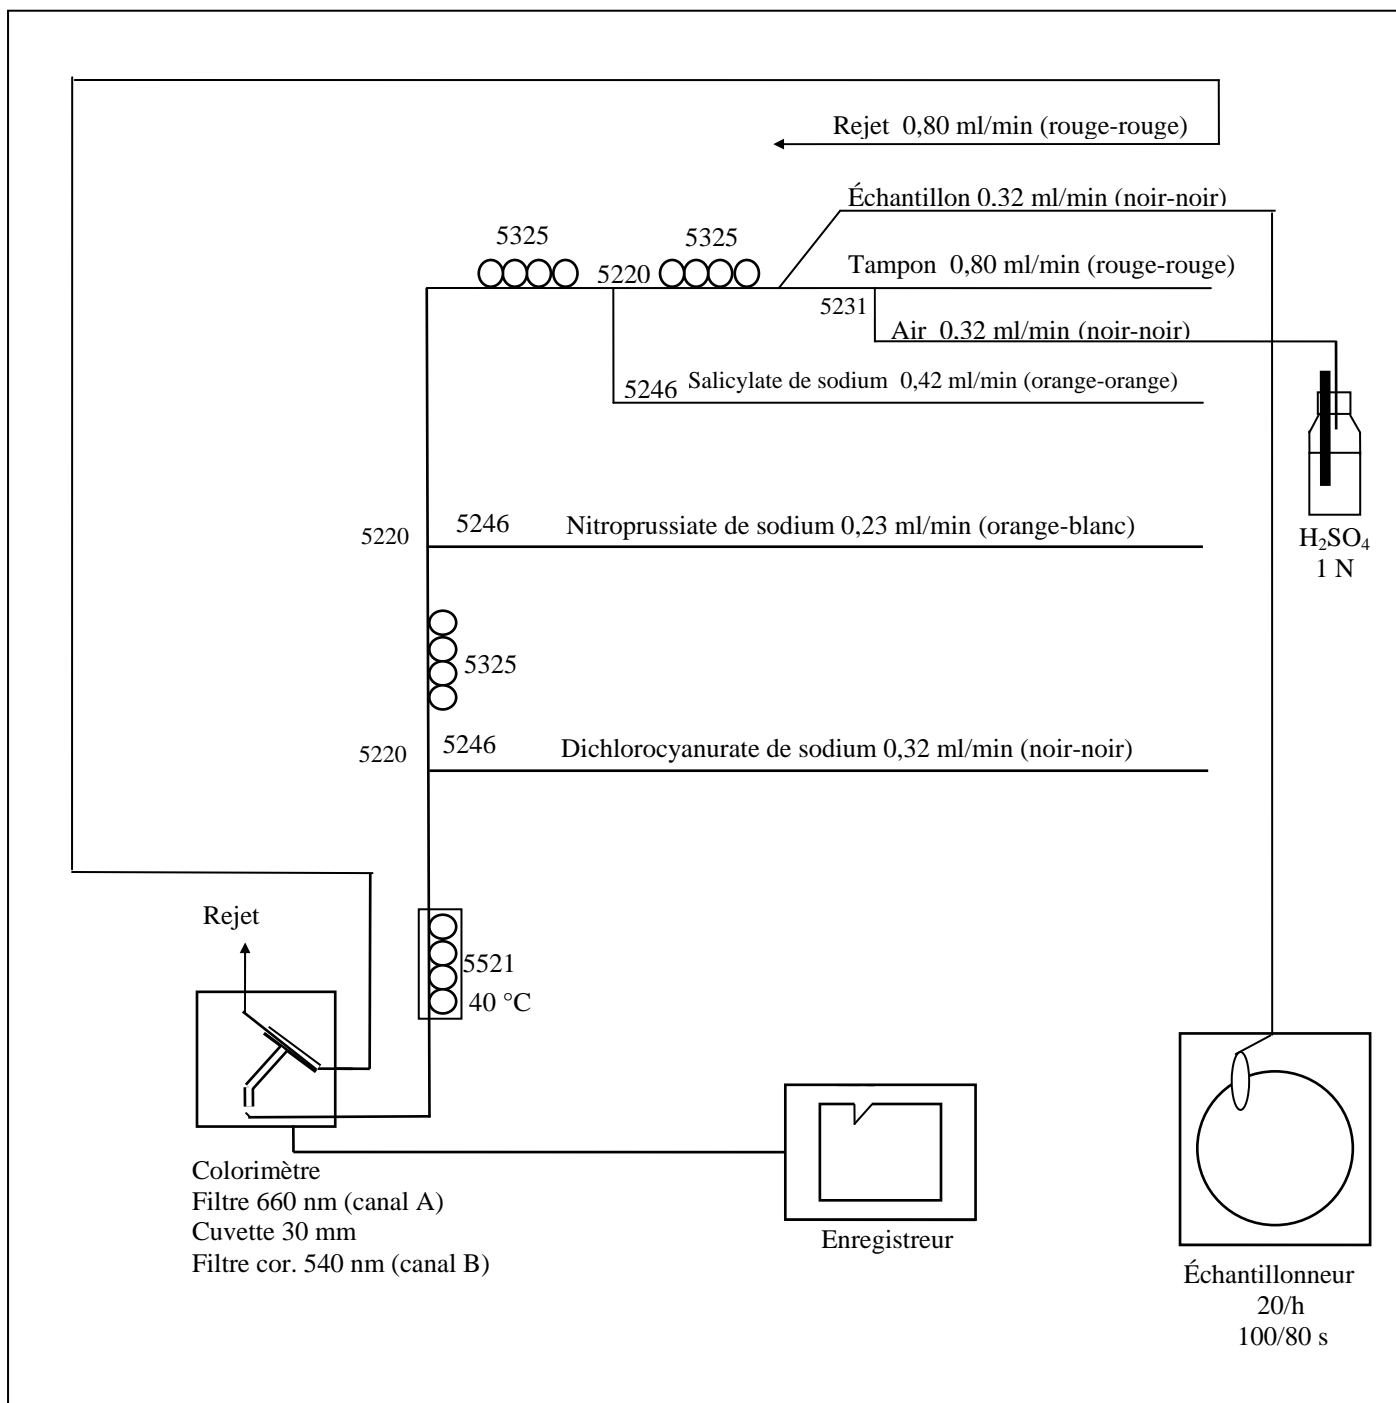 Rejet 0,80 ml/min (rouge-rouge)
Échantillon 0,32 ml/min (noir-noir)
5325
5325
5220
Tampon 0,80 ml/min (rouge-rouge)
5231
Air 0,32 ml/min (noir-noir)
5246
Salicylate de sodium 0,42 ml/min (orange-orange)
5220
5246
Nitroprussiate de sodium 0,23 ml/min (orange-blanc)
H₂SO₄
1 N
5325
5220
5246
Dichlorocyanurate de sodium 0,32 ml/min (noir-noir)
Rejet
5521
40 °C
Colorimètre
Filtre 660 nm (canal A)
Cuvette 30 mm
Filtre cor. 540 nm (canal B)
Enregistreur
Échantillonneur
20/h
100/80 s